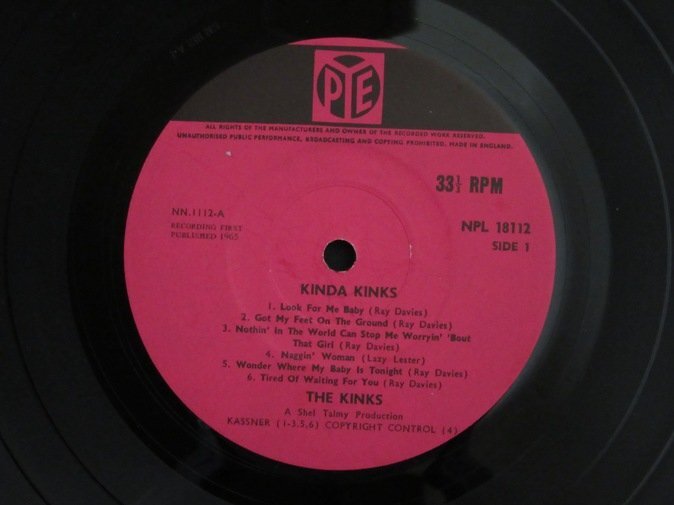 PYE
ALL RIGHTS OF THE MANUFACTURERS AND OWNER OF THE RECORDED WORK RESERVED.
UNAUTHORISED PUBLIC PERFORMANCE, BROADCASTING AND COPYING PROHIBITED. MADE IN ENGLAND.
33⅓ RPM
NN.1112-A
RECORDING FIRST
PUBLISHED 1965
NPL 18112
SIDE 1
KINDA KINKS
1. Look For Me Baby (Ray Davies)
2. Got My Feet On The Ground (Ray Davies)
3. Nothin' In The World Can Stop Me Worryin' 'Bout
That Girl (Ray Davies)
4. Naggin' Woman (Lazy Lester)
5. Wonder Where My Baby Is Tonight (Ray Davies)
6. Tired Of Waiting For You (Ray Davies)
THE KINKS
A Shel Talmy Production
KASSNER (1-3,5,6) COPYRIGHT CONTROL (4)